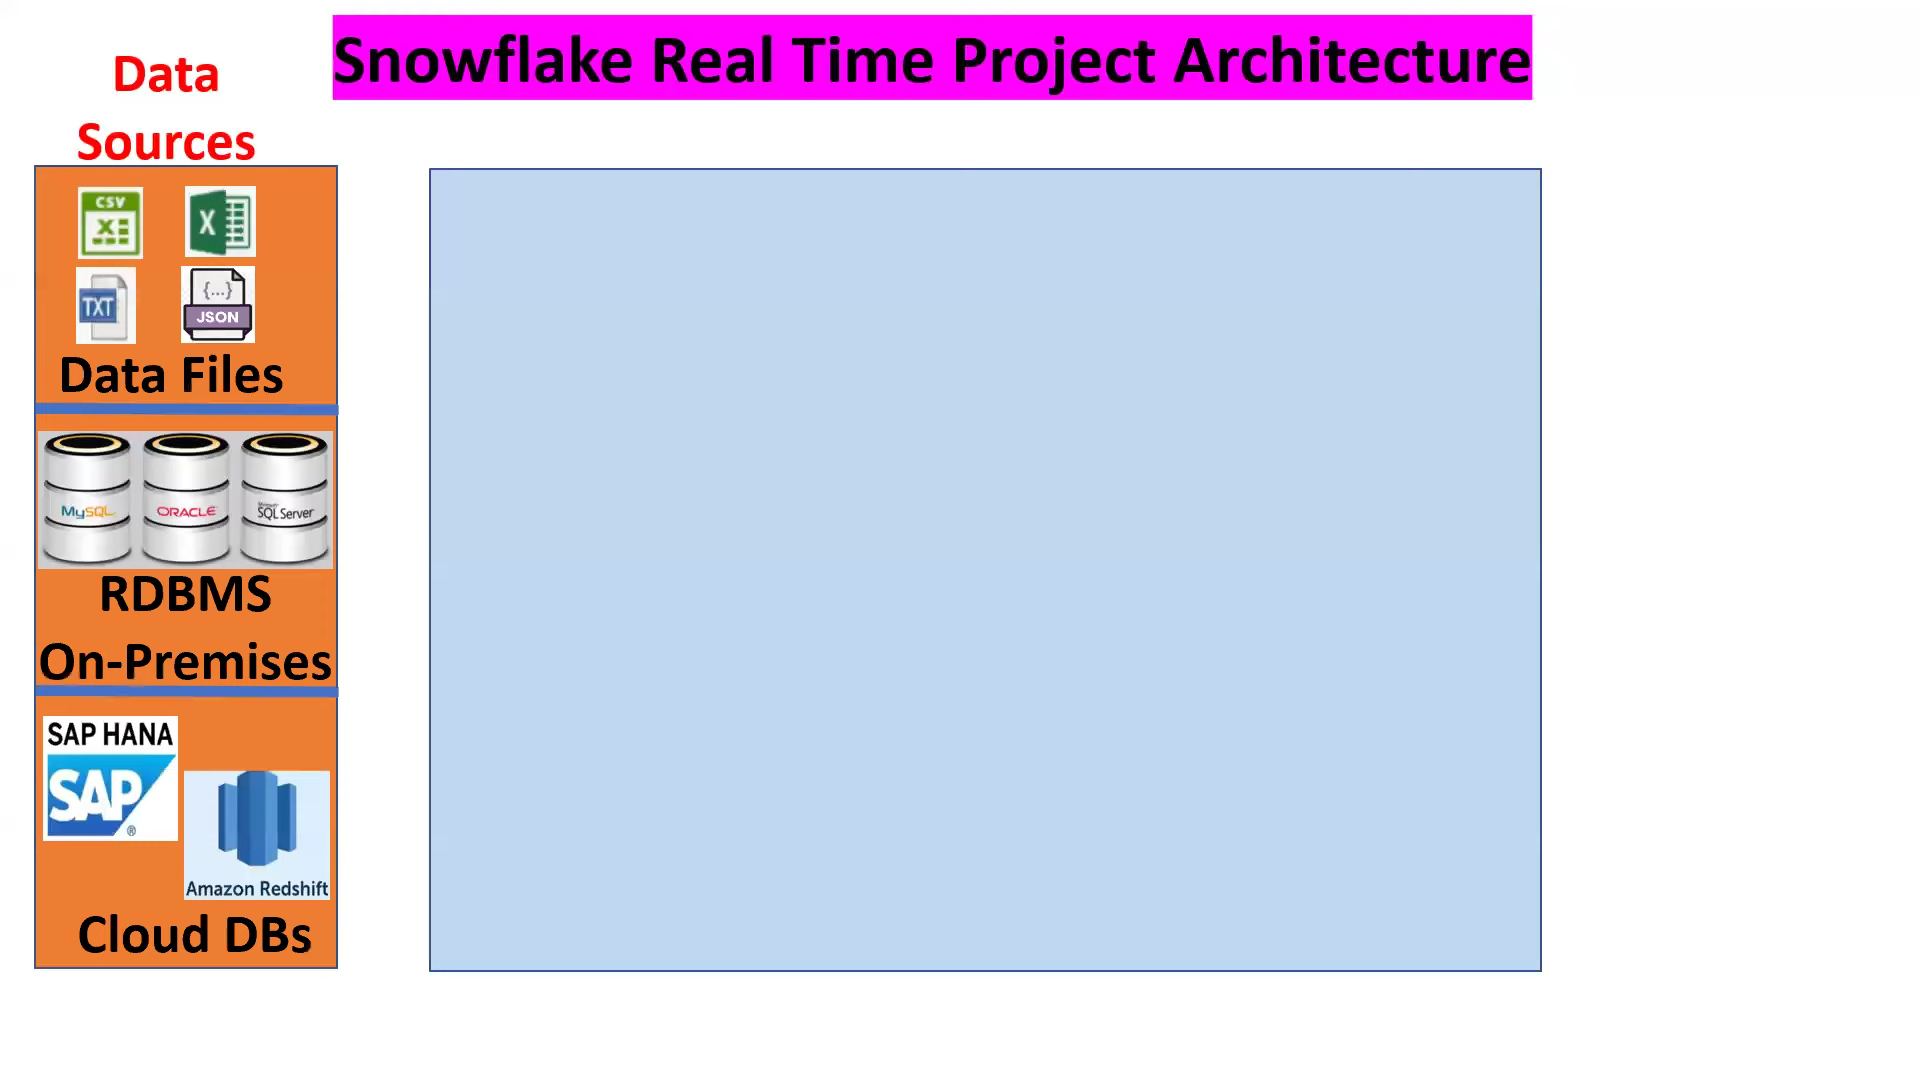 Snowflake Real Time Project Architecture
Data
Sources
CSV
X
X
TXT
{...}
JSON
Data Files
MySQL
ORACLE
Microsoft
SQL Server
RDBMS
On-Premises
SAP HANA
SAP
®
Amazon Redshift
Cloud DBs